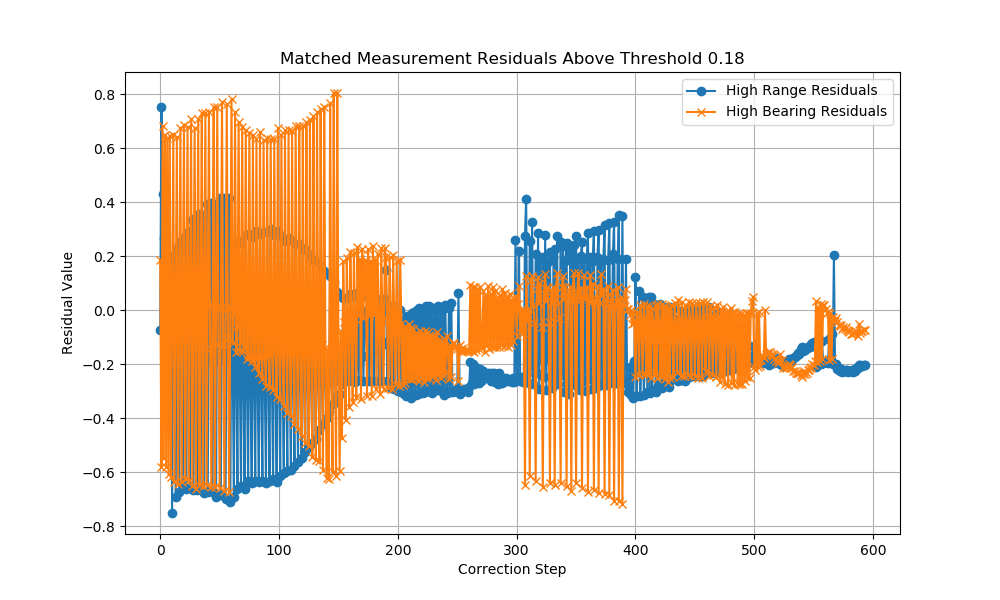 Matched Measurement Residuals Above Threshold 0.18
High Range Residuals
High Bearing Residuals
Residual Value
0.8
0.6
0.4
0.2
0.0
−0.2
−0.4
−0.6
−0.8
0 100 200 300 400 500 600
Correction Step